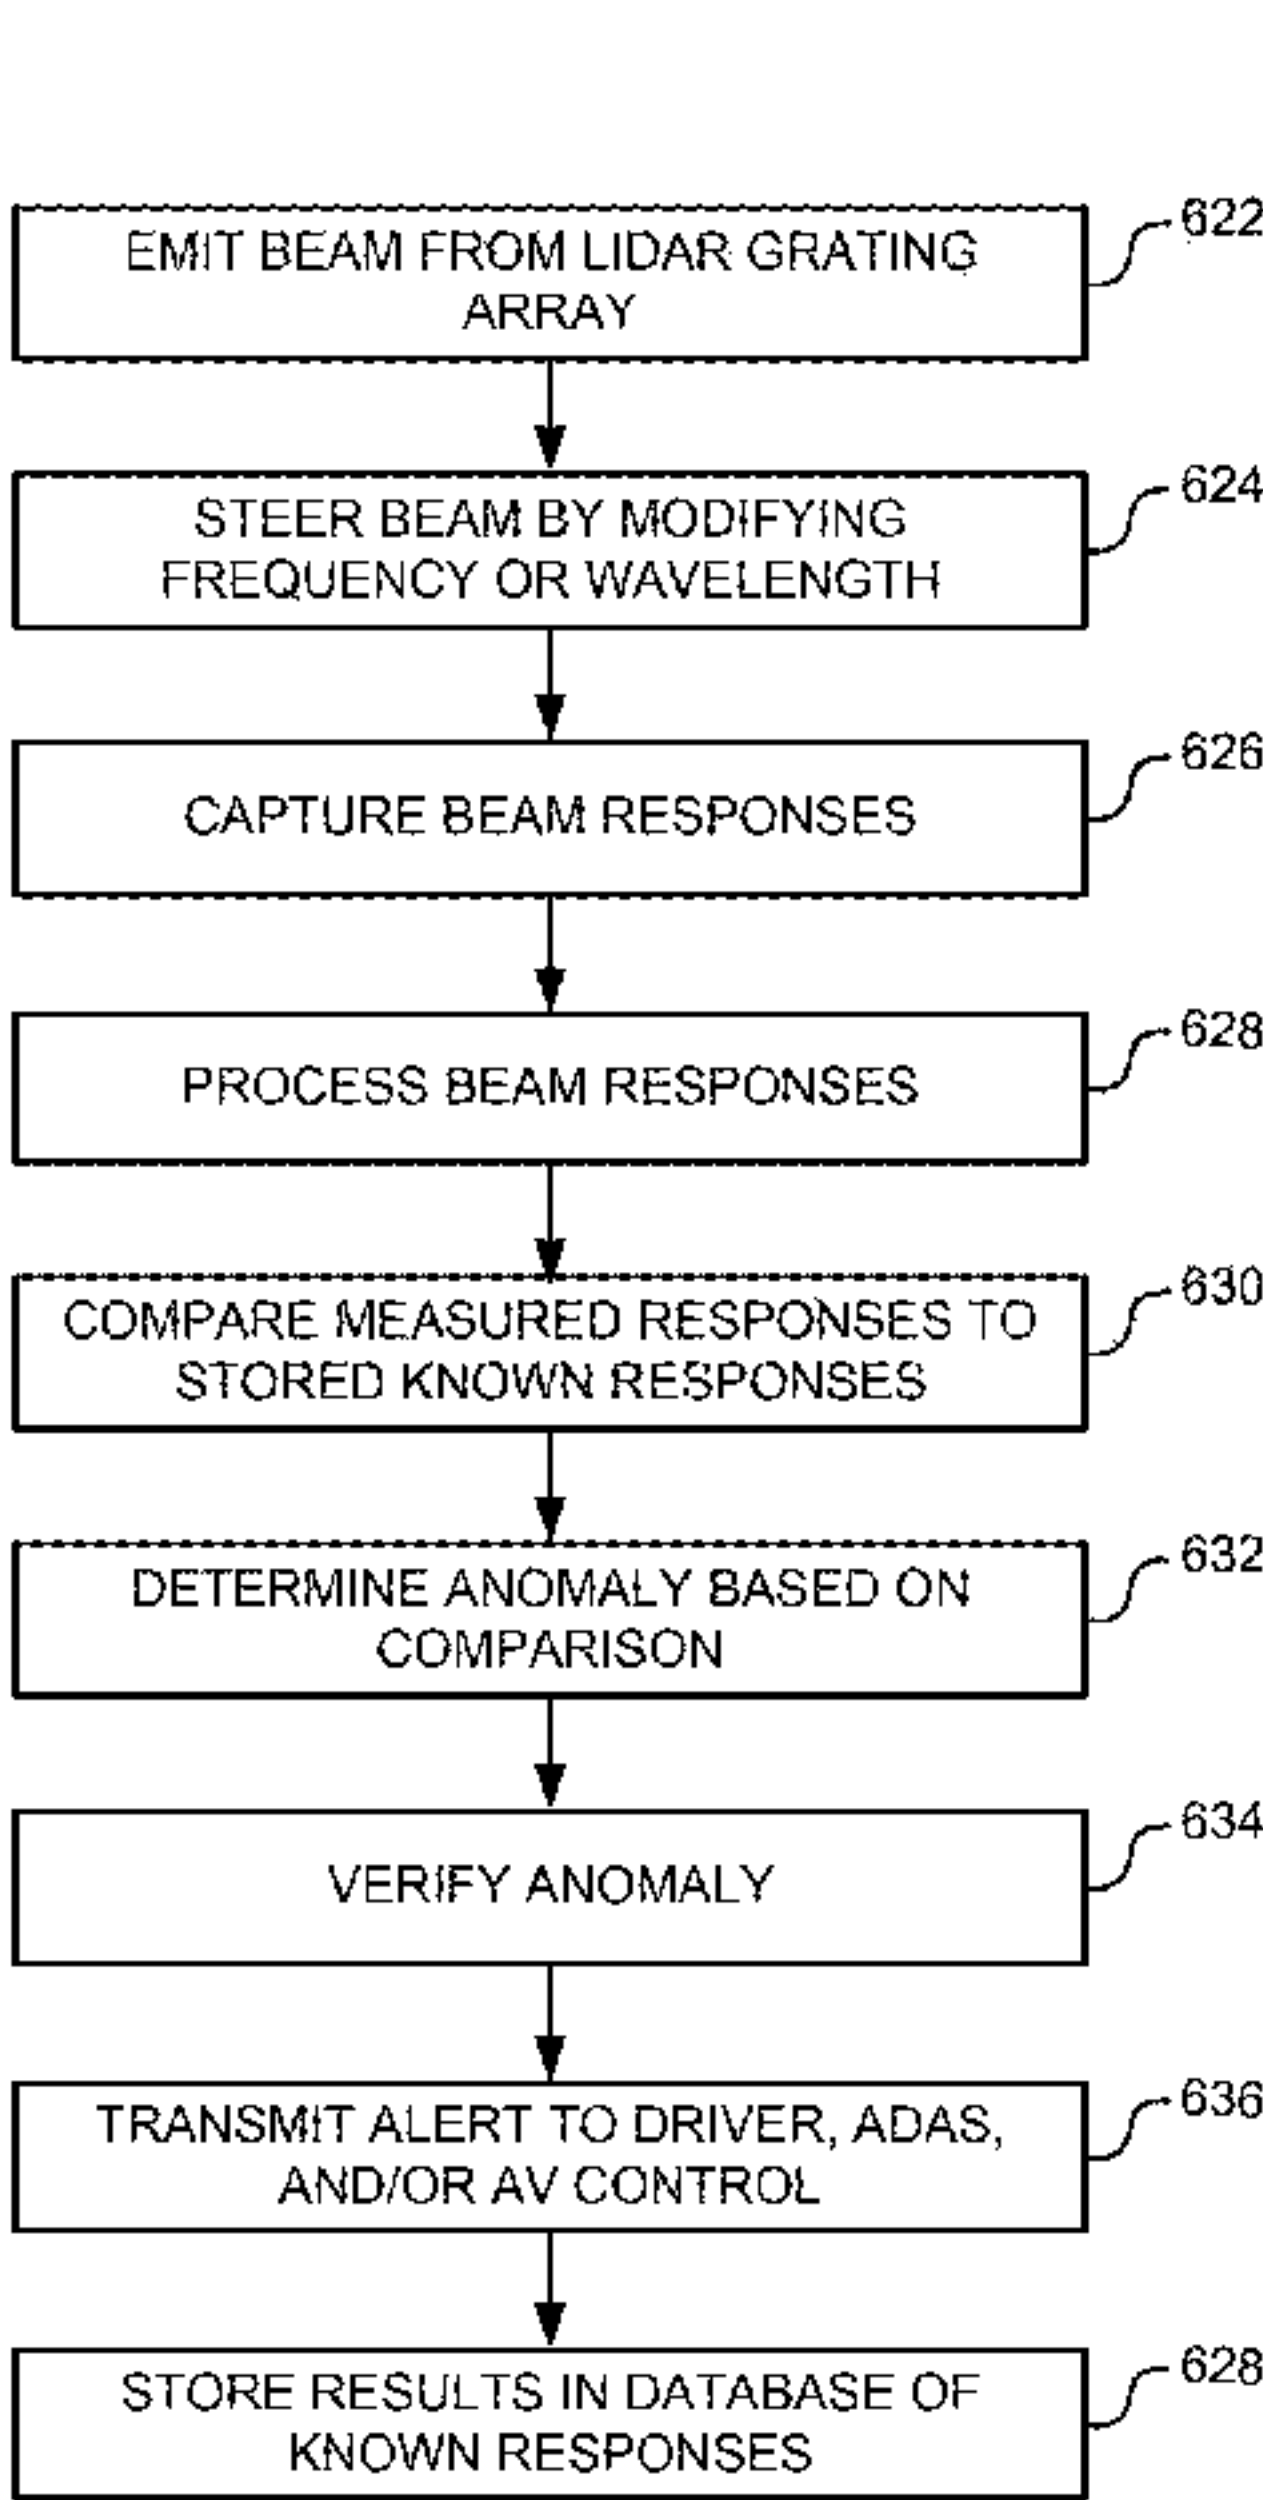 622
EMIT BEAM FROM LIDAR GRATING
ARRAY
624
STEER BEAM BY MODIFYING
FREQUENCY OR WAVELENGTH
626
CAPTURE BEAM RESPONSES
628
PROCESS BEAM RESPONSES
630
COMPARE MEASURED RESPONSES TO
STORED KNOWN RESPONSES
632
DETERMINE ANOMALY BASED ON
COMPARISON
634
VERIFY ANOMALY
636
TRANSMIT ALERT TO DRIVER, ADAS,
AND/OR AV CONTROL
628
STORE RESULTS IN DATABASE OF
KNOWN RESPONSES